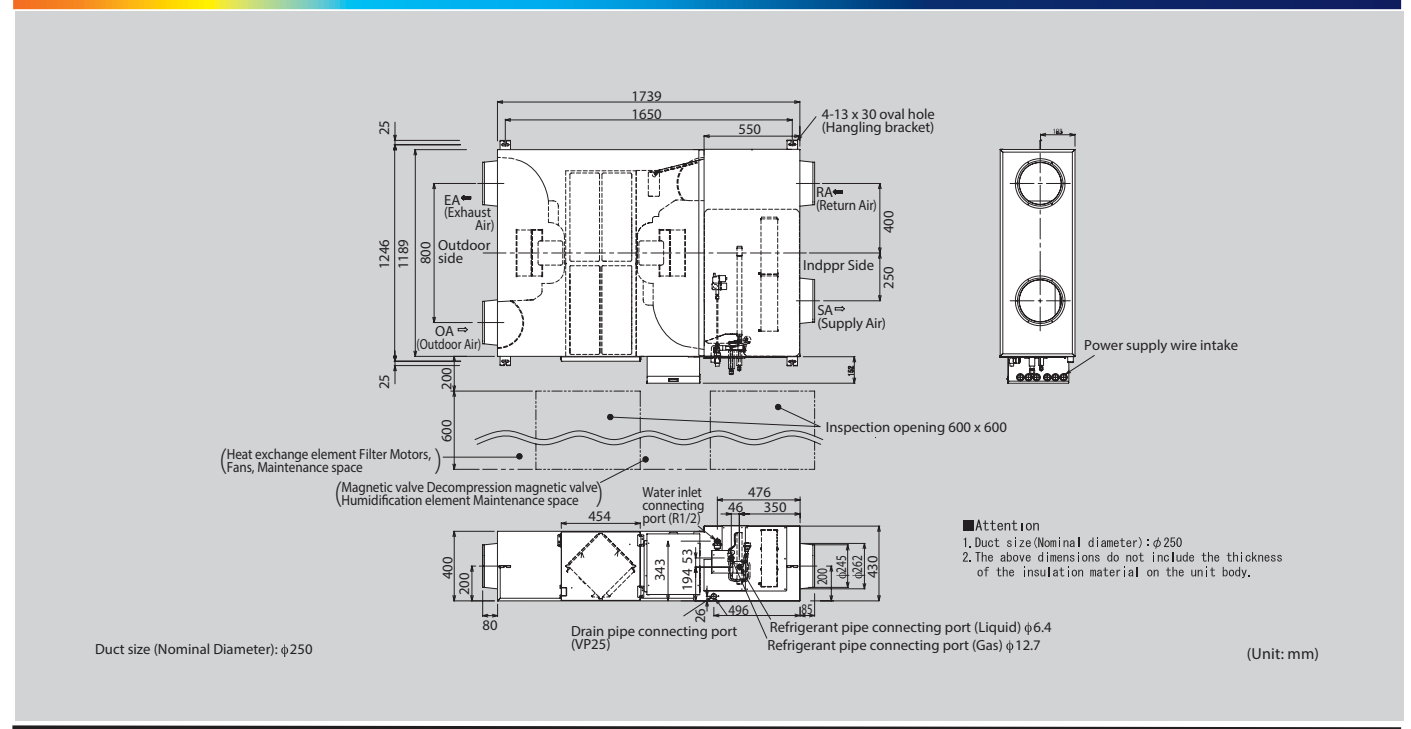 1739
1650
550
4-13 x 30 oval hole
(Hangling bracket)
25
EA
(Exhaust
Air)
RA
(Return Air)
400
1246
1189
800
Outdoor
side
Indppr Side
250
SA
(Supply Air)
OA
(Outdoor Air)
Power supply wire intake
25
200
152
600
Inspection opening 600 x 600
(Heat exchange element Filter Motors,
Fans, Maintenance space)
(Magnetic valve Decompression magnetic valve
Humidification element Maintenance space)
Water inlet
connecting
port (R1/2)
476
46
350
454
400
200
343
53
194
200
φ245
φ262
430
26
496
85
80
Drain pipe connecting port
(VP25)
Refrigerant pipe connecting port (Liquid) φ6.4
Refrigerant pipe connecting port (Gas) φ12.7
■Attention
1. Duct size(Nominal diameter):φ250
2. The above dimensions do not include the thickness
of the insulation material on the unit body.
Duct size (Nominal Diameter): φ250
(Unit: mm)